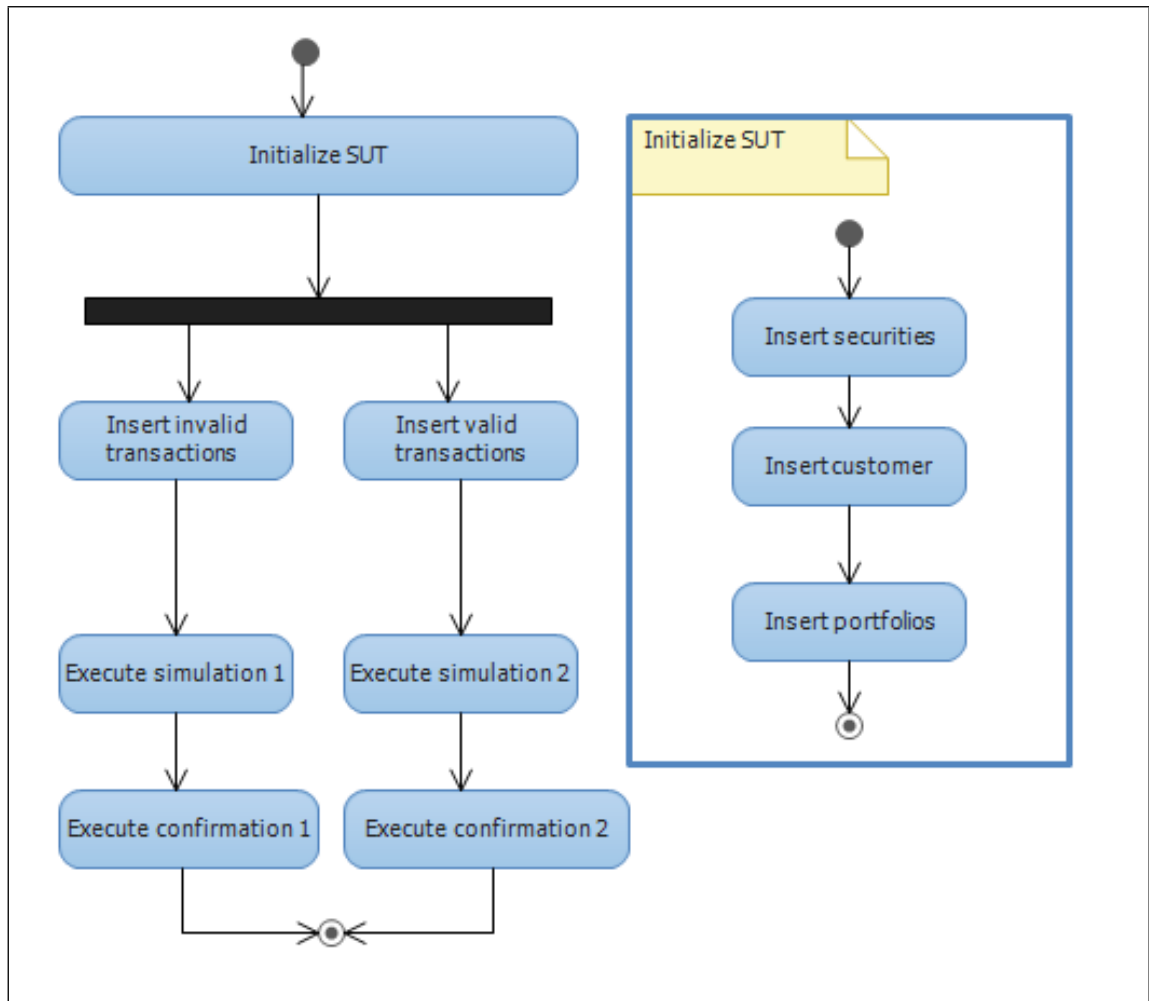 Initialize SUT
Insert invalid
transactions
Insert valid
transactions
Execute simulation 1
Execute simulation 2
Execute confirmation 1
Execute confirmation 2
Initialize SUT
Insert securities
Insert customer
Insert portfolios